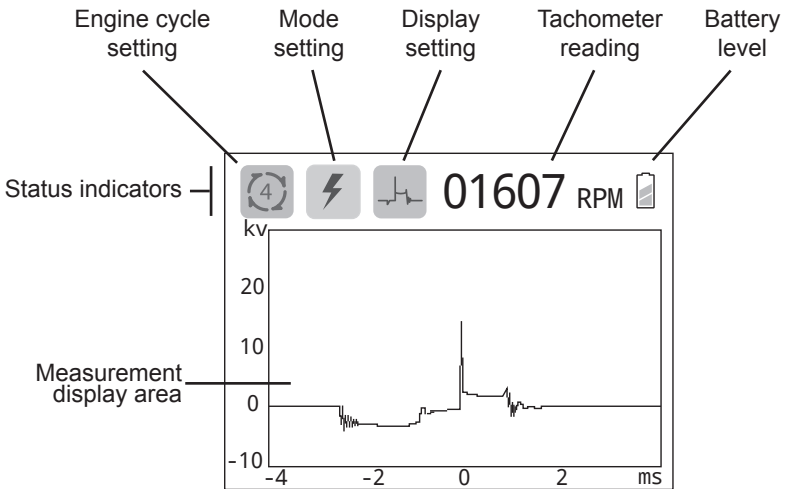 Engine cycle
setting
Mode
setting
Display
setting
Tachometer
reading
Battery
level
Status indicators
4
01607 RPM
kv
20
10
Measurement
display area
0
-10
-4 -2 0 2 ms